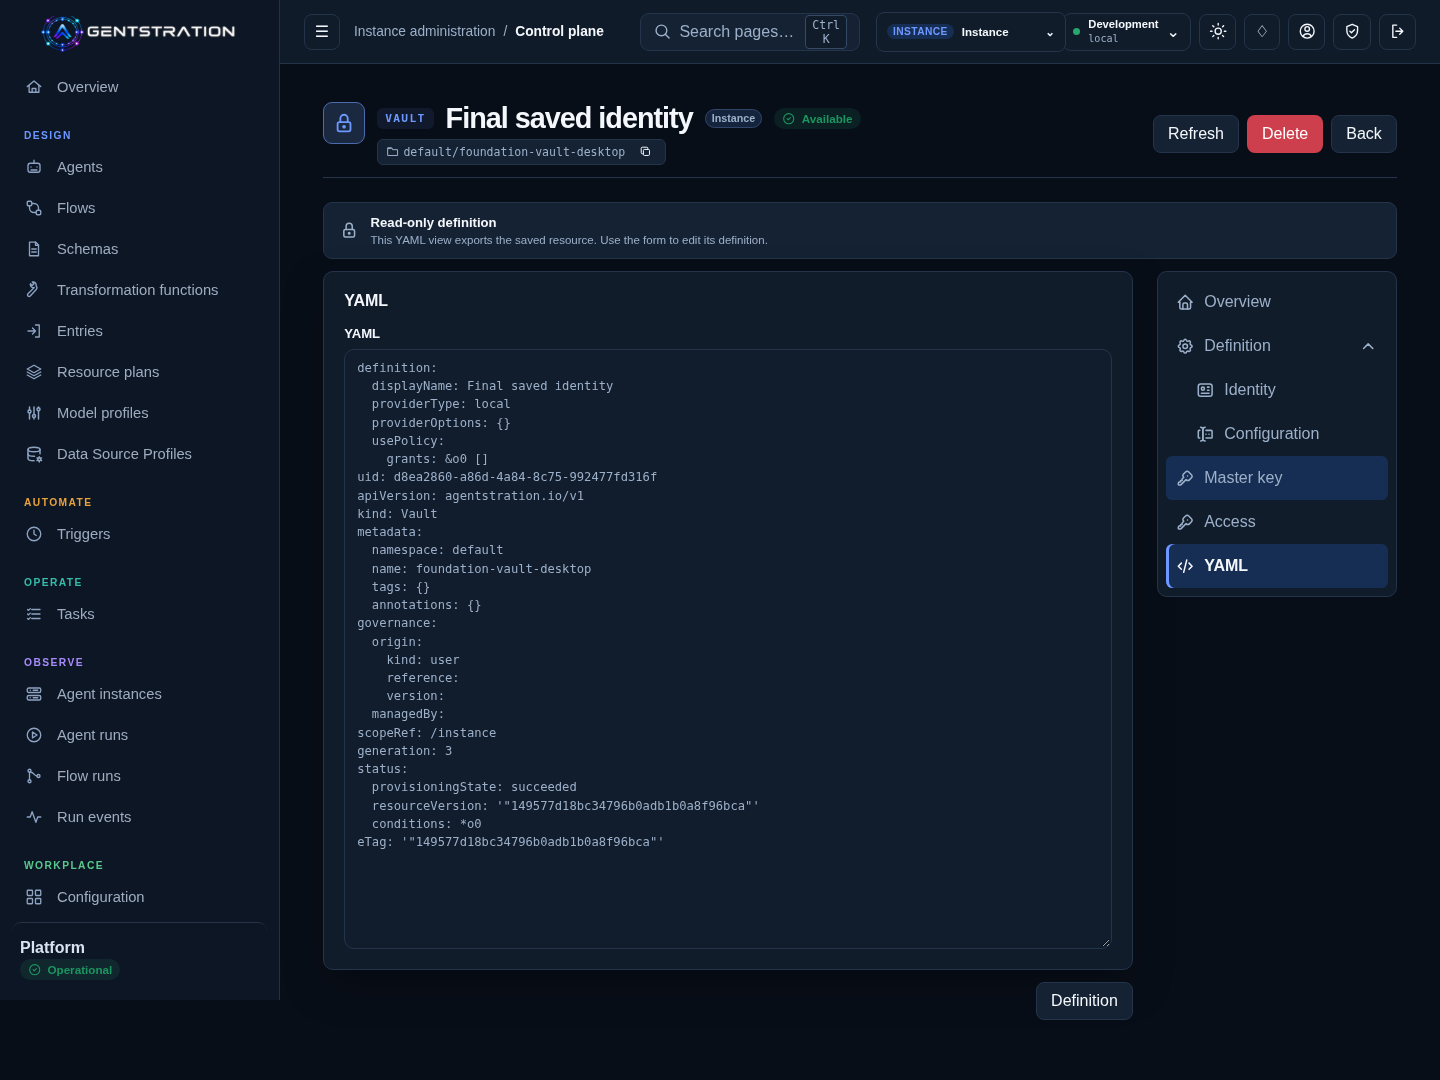 GENTSTRATION
Overview
DESIGN
Agents
Flows
Schemas
Transformation functions
Entries
Resource plans
Model profiles
Data Source Profiles
AUTOMATE
Triggers
OPERATE
Tasks
OBSERVE
Agent instances
Agent runs
Flow runs
Run events
WORKPLACE
Configuration
Platform
Operational
Instance administration / Control plane
Search pages… Ctrl K
INSTANCE Instance
Development
local
VAULT Final saved identity Instance Available
default/foundation-vault-desktop
Refresh Delete Back
Read-only definition
This YAML view exports the saved resource. Use the form to edit its definition.
YAML
YAML
definition:
  displayName: Final saved identity
  providerType: local
  providerOptions: {}
  usePolicy:
    grants: &o0 []
uid: d8ea2860-a86d-4a84-8c75-992477fd316f
apiVersion: agentstration.io/v1
kind: Vault
metadata:
  namespace: default
  name: foundation-vault-desktop
  tags: {}
  annotations: {}
governance:
  origin:
    kind: user
    reference:
    version:
  managedBy:
scopeRef: /instance
generation: 3
status:
  provisioningState: succeeded
  resourceVersion: '"149577d18bc34796b0adb1b0a8f96bca"'
  conditions: *o0
eTag: '"149577d18bc34796b0adb1b0a8f96bca"'
Definition
Overview
Definition
Identity
Configuration
Master key
Access
YAML